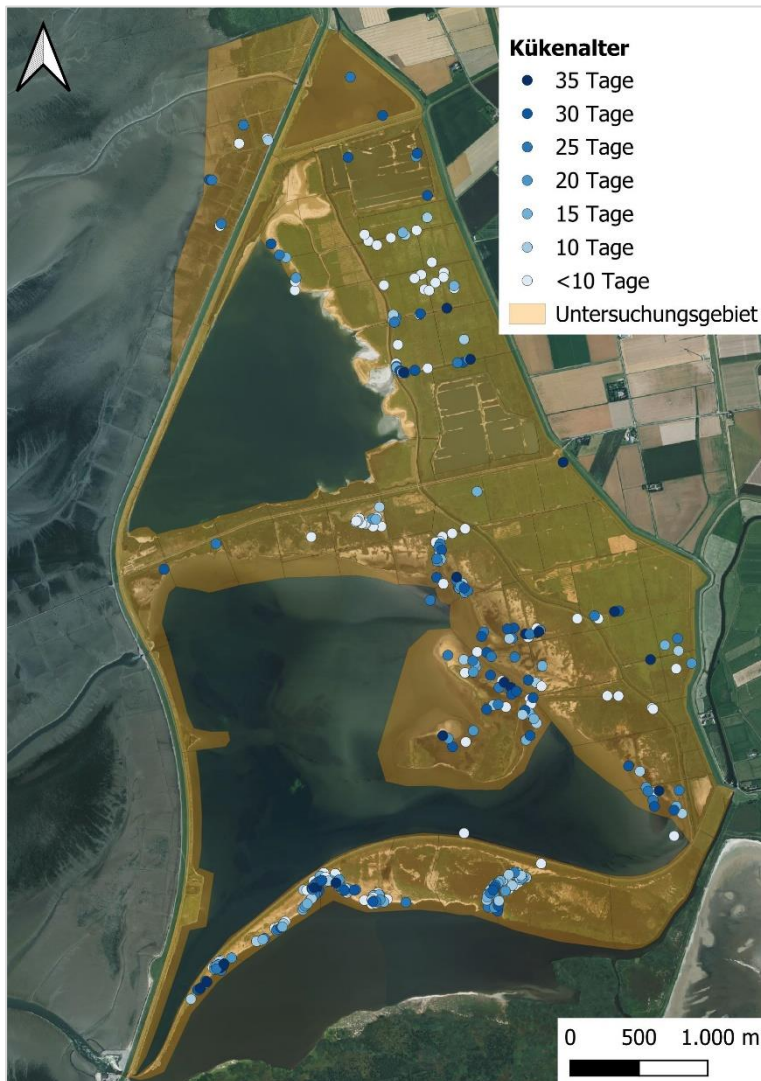 Kükenalter
35 Tage
30 Tage
25 Tage
20 Tage
15 Tage
10 Tage
<10 Tage
Untersuchungsgebiet
0 500 1.000 m